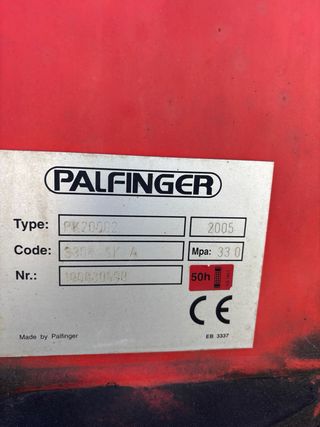 PALFINGER
Type: PK20002 2005
Code: Mpa: 33.0
Nr.:
50h
CE
Made by Palfinger EB 3337